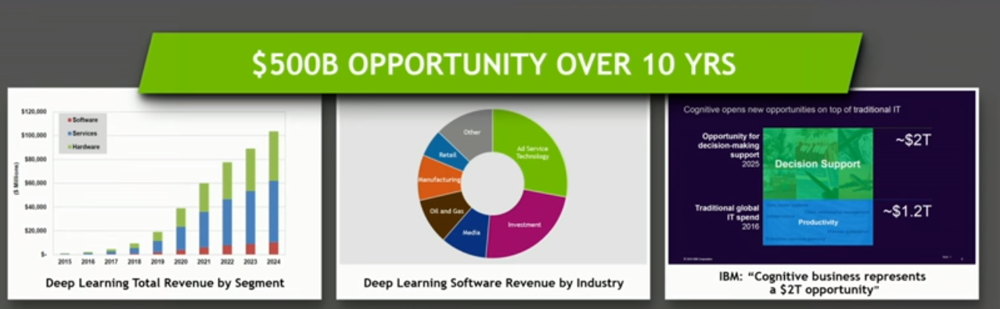 $500B OPPORTUNITY OVER 10 YRS
$120,000
$100,000
$80,000
$60,000
$40,000
$20,000
$-
($ Millions)
Software
Services
Hardware
2015 2016 2017 2018 2019 2020 2021 2022 2023 2024
Deep Learning Total Revenue by Segment
Other
Ad Service
Technology
Retail
Manufacturing
Oil and Gas
Media
Investment
Deep Learning Software Revenue by Industry
Cognitive opens new opportunities on top of traditional IT
Opportunity for
decision-making
support
2025
Decision Support
~$2T
Traditional global
IT spend
2016
Productivity
~$1.2T
IBM: “Cognitive business represents
a $2T opportunity"